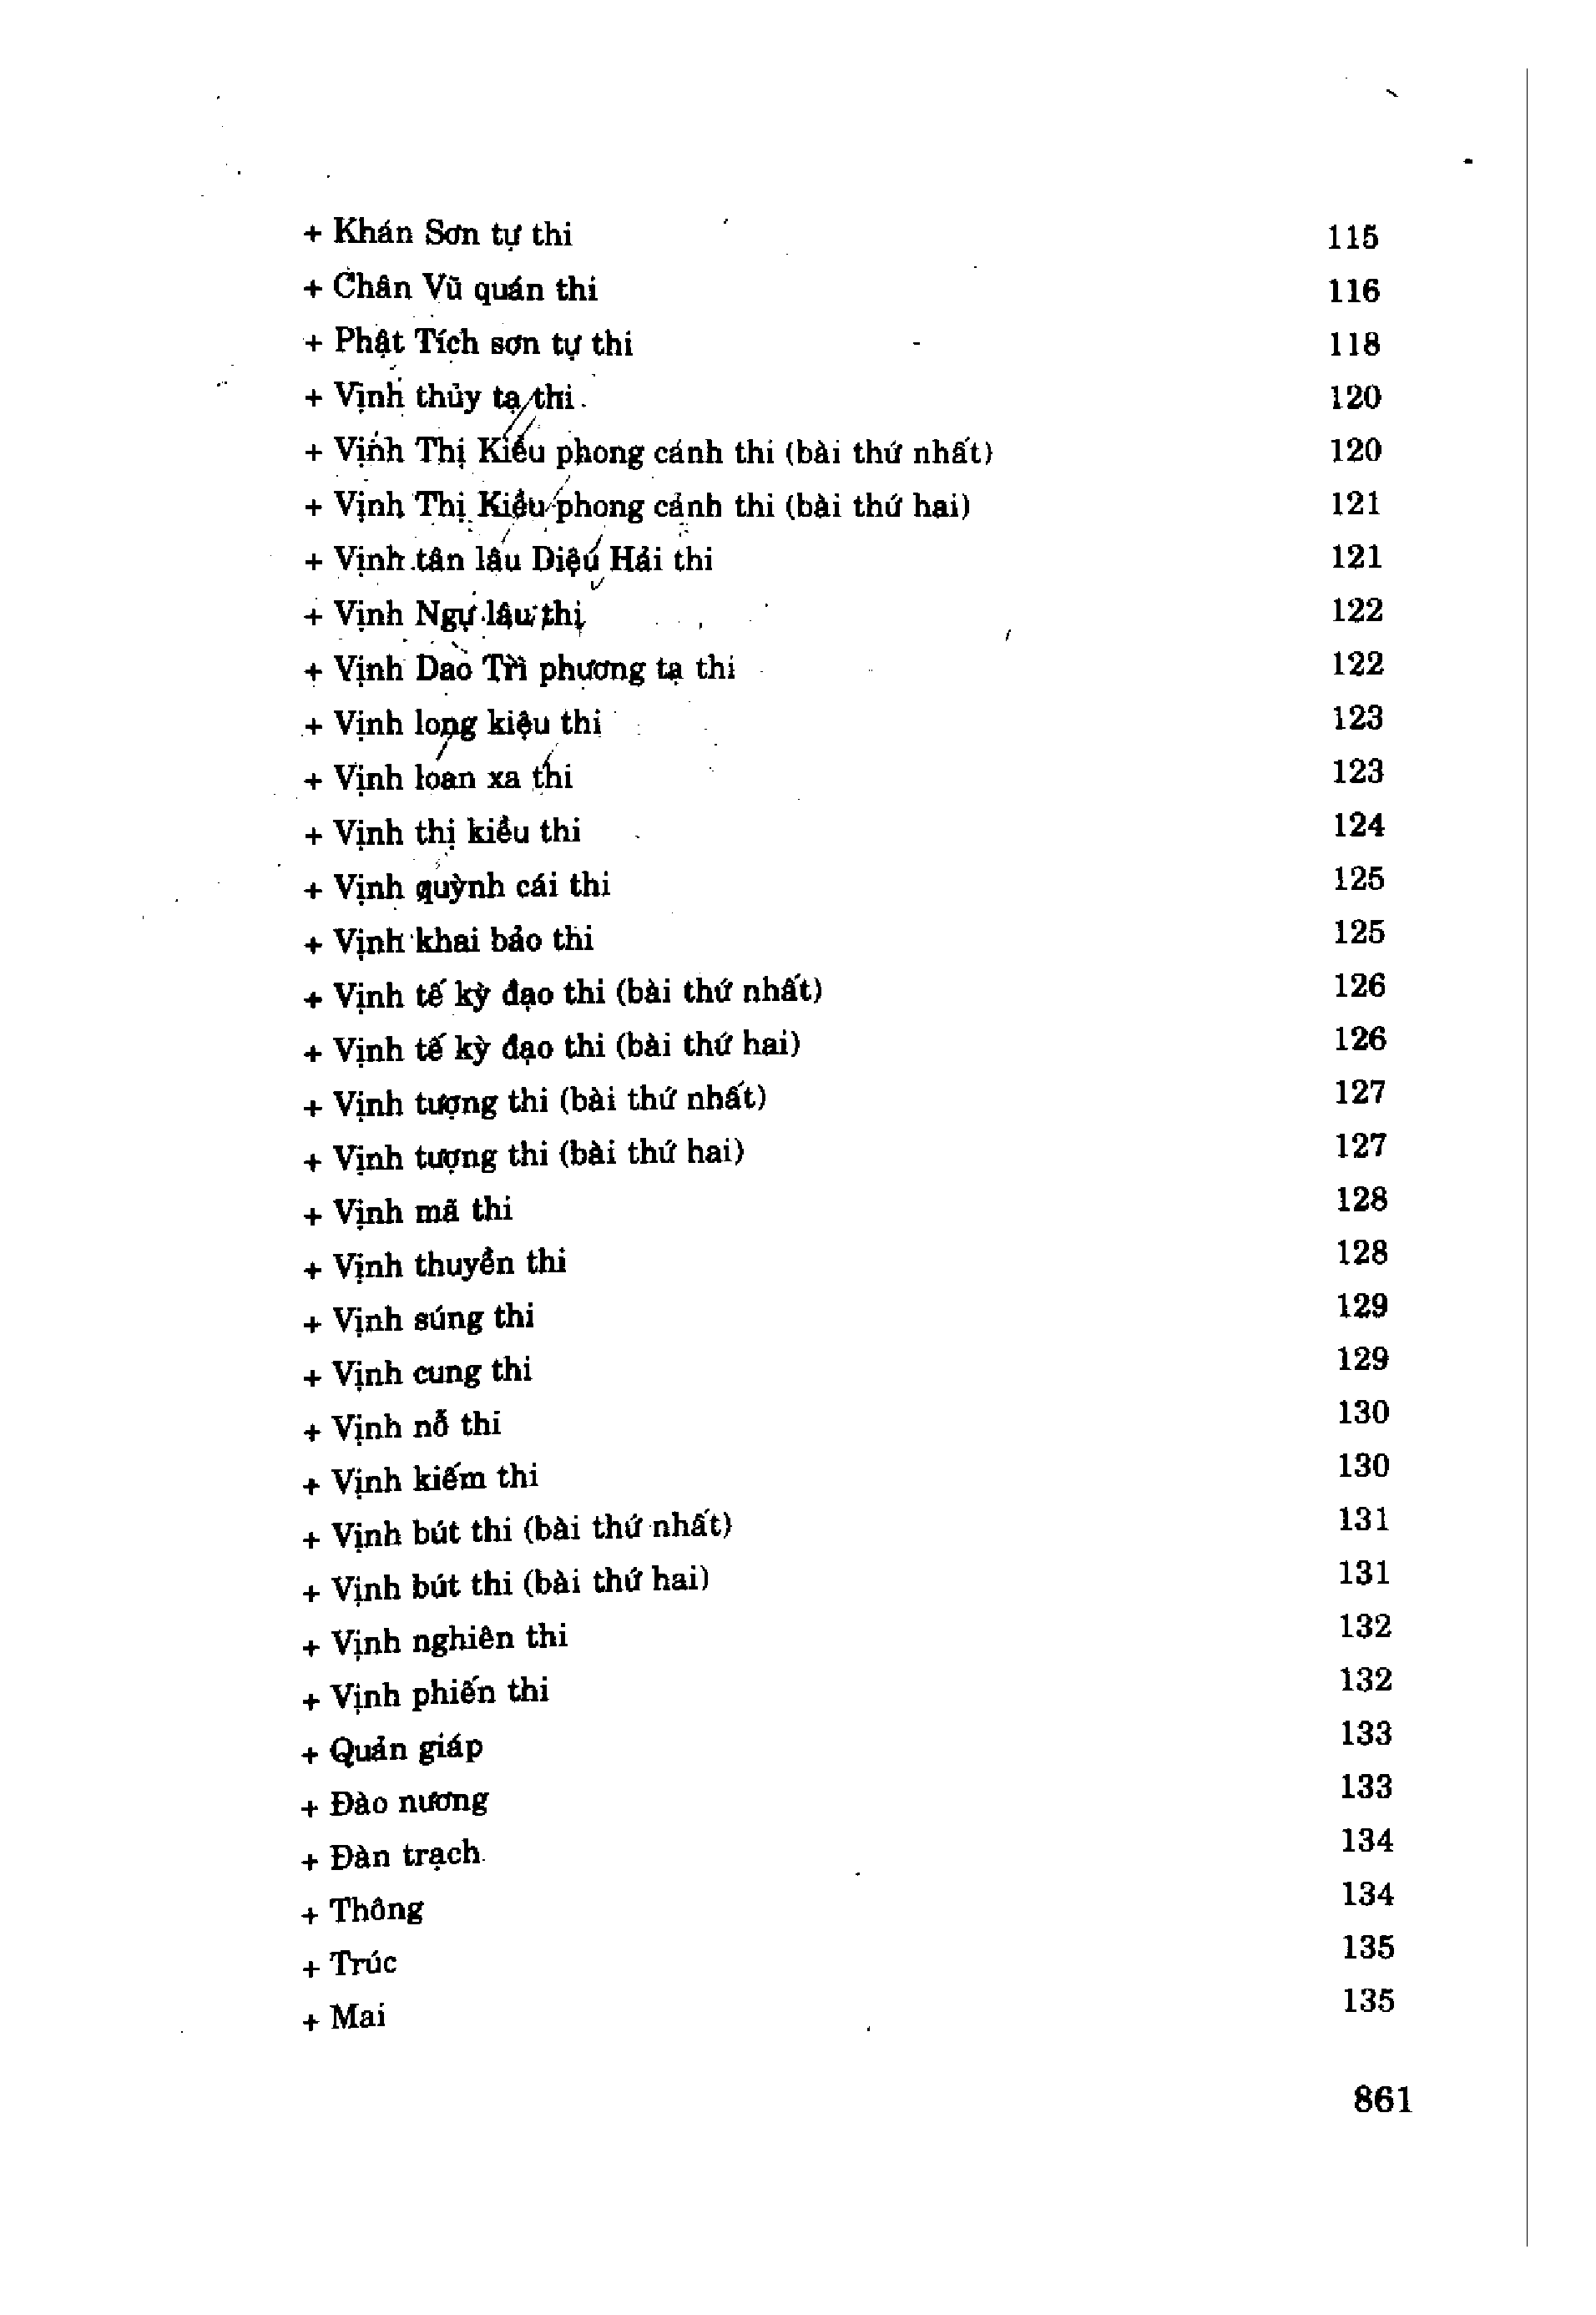 + Khán Sơn tự thi 115
+ Chân Vũ quán thi 116
+ Phật Tích sơn tự thi 118
+ Vịnh thủy tạ thi 120
+ Vịnh Thị Kiều phong cảnh thi (bài thứ nhất) 120
+ Vịnh Thị Kiều phong cảnh thi (bài thứ hai) 121
+ Vịnh tân lâu Diệu Hải thi 121
+ Vịnh Ngự lâu thi 122
+ Vịnh Dao Trì phương tạ thi 122
+ Vịnh long kiệu thi 123
+ Vịnh loan xa thi 123
+ Vịnh thị kiều thi 124
+ Vịnh quỳnh cái thi 125
+ Vịnh khai bảo thi 125
+ Vịnh tế kỳ đạo thi (bài thứ nhất) 126
+ Vịnh tế kỳ đạo thi (bài thứ hai) 126
+ Vịnh tượng thi (bài thứ nhất) 127
+ Vịnh tượng thi (bài thứ hai) 127
+ Vịnh mã thi 128
+ Vịnh thuyền thi 128
+ Vịnh súng thi 129
+ Vịnh cung thi 129
+ Vịnh nỗ thi 130
+ Vịnh kiếm thi 130
+ Vịnh bút thi (bài thứ nhất) 131
+ Vịnh bút thi (bài thứ hai) 131
+ Vịnh nghiên thi 132
+ Vịnh phiến thi 132
+ Quản giáp 133
+ Đào nương 133
+ Đàn trạch 134
+ Thông 134
+ Trúc 135
+ Mai 135
861